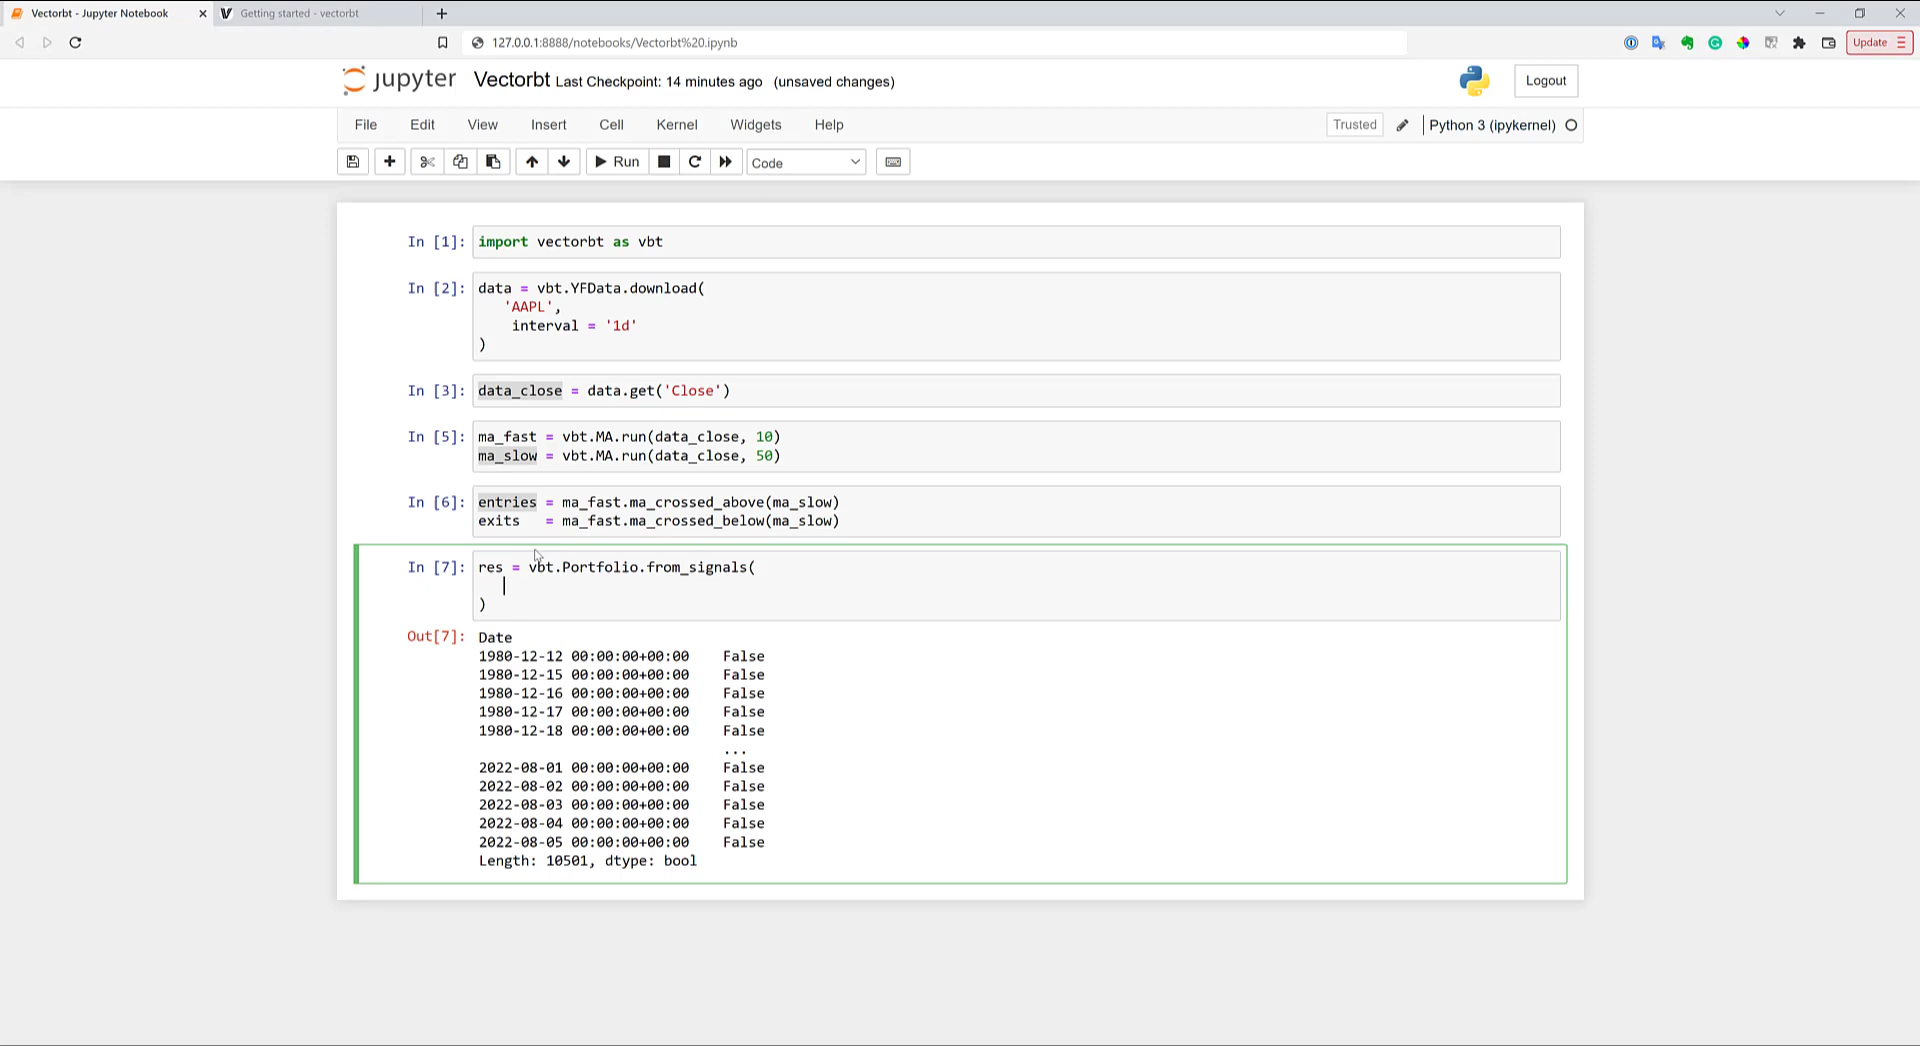 Vectorbt - Jupyter Notebook
Getting started - vectorbt
127.0.0.1:8888/notebooks/Vectorbt%20.ipynb
Update
jupyter Vectorbt Last Checkpoint: 14 minutes ago (unsaved changes)
Logout
File Edit View Insert Cell Kernel Widgets Help
Trusted Python 3 (ipykernel)
Run Code
In [1]: import vectorbt as vbt
In [2]: data = vbt.YFData.download(
'AAPL',
interval = '1d'
)
In [3]: data_close = data.get('Close')
In [5]: ma_fast = vbt.MA.run(data_close, 10)
ma_slow = vbt.MA.run(data_close, 50)
In [6]: entries = ma_fast.ma_crossed_above(ma_slow)
exits   = ma_fast.ma_crossed_below(ma_slow)
In [7]: res = vbt.Portfolio.from_signals(
)
Out[7]: Date
1980-12-12 00:00:00+00:00    False
1980-12-15 00:00:00+00:00    False
1980-12-16 00:00:00+00:00    False
1980-12-17 00:00:00+00:00    False
1980-12-18 00:00:00+00:00    False
...
2022-08-01 00:00:00+00:00    False
2022-08-02 00:00:00+00:00    False
2022-08-03 00:00:00+00:00    False
2022-08-04 00:00:00+00:00    False
2022-08-05 00:00:00+00:00    False
Length: 10501, dtype: bool